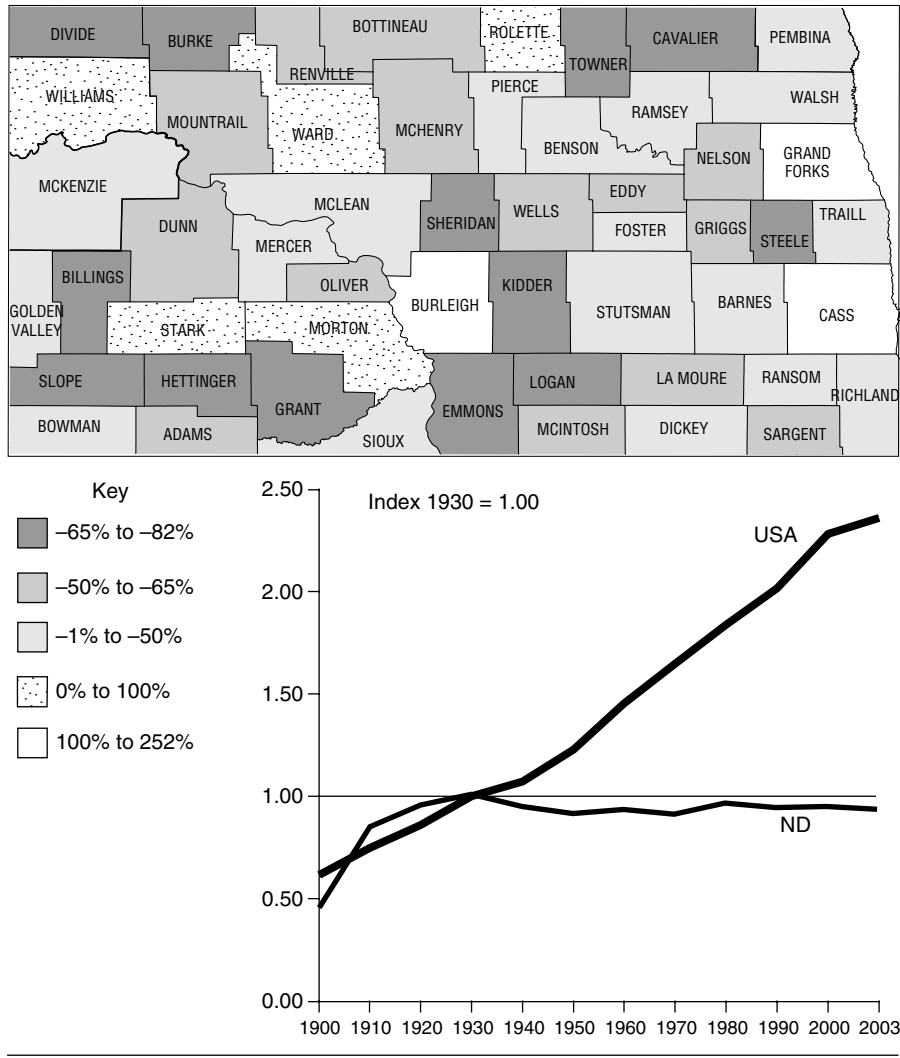 DIVIDE BURKE BOTTINEAU ROLETTE TOWNER CAVALIER PEMBINA
RENVILLE
WILLIAMS PIERCE WALSH
MOUNTRAIL WARD MCHENRY RAMSEY
BENSON NELSON GRAND
FORKS
MCKENZIE MCLEAN EDDY
DUNN SHERIDAN WELLS FOSTER GRIGGS STEELE TRAILL
MERCER
BILLINGS OLIVER KIDDER
GOLDEN
VALLEY STARK MORTON BURLEIGH STUTSMAN BARNES CASS
SLOPE HETTINGER LOGAN LA MOURE RANSOM RICHLAND
GRANT EMMONS
BOWMAN ADAMS SIOUX MCINTOSH DICKEY SARGENT
Key
–65% to –82%
–50% to –65%
–1% to –50%
0% to 100%
100% to 252%
2.50
Index 1930 = 1.00
USA
2.00
1.50
1.00
ND
0.50
0.00
1900 1910 1920 1930 1940 1950 1960 1970 1980 1990 2000 2003